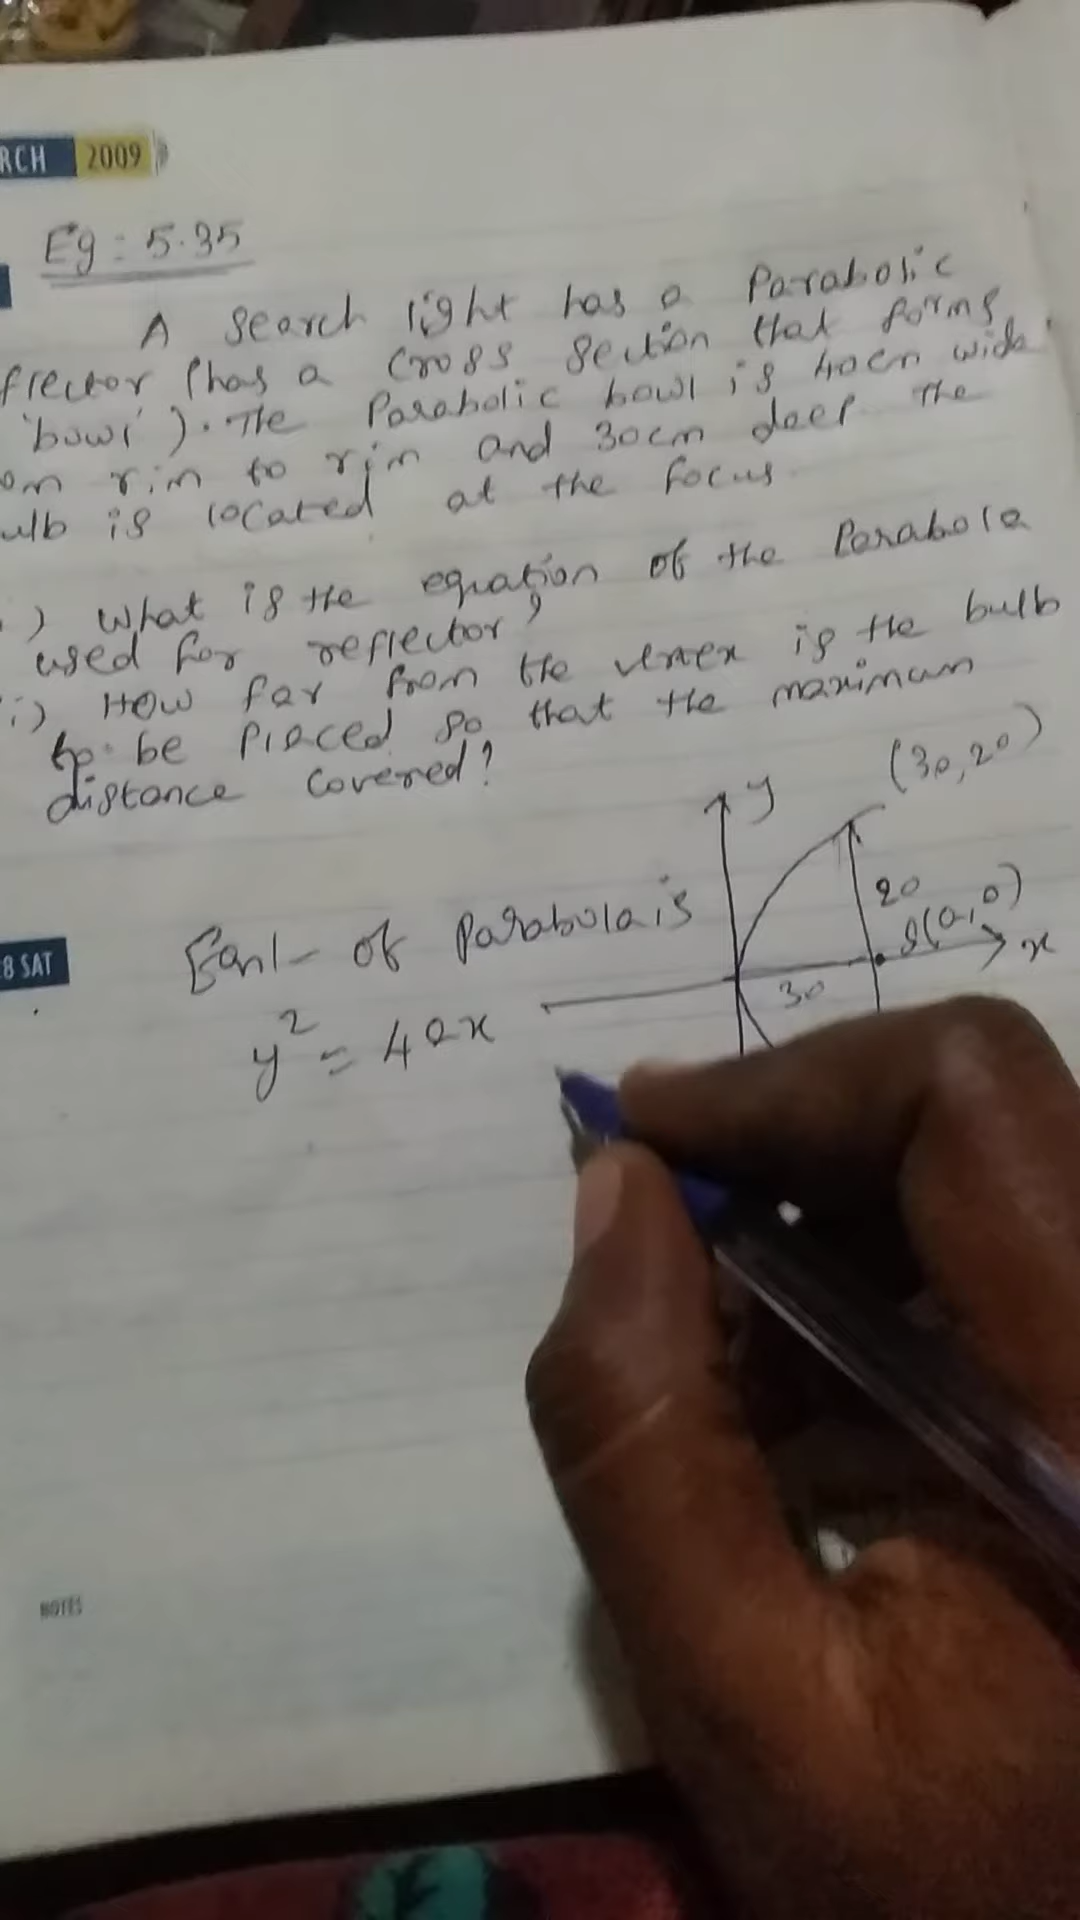 RCH 2009
Eg: 5.35
A search light has a Parabolic
flector (has a cross section that forms
'bowl'). The Parabolic bowl is 40cm wide
om rim to rim and 30cm deep. The
ulb is located at the focus.
) What is the equation of the Parabola
used for reflector?
i) How far from the vertex is the bulb
to be placed so that the maximum
distance covered?
(30,20)
y
20
S(a,0)
x
30
8 SAT
Eqn/- of Parabola is
y² = 4ax
NOTES